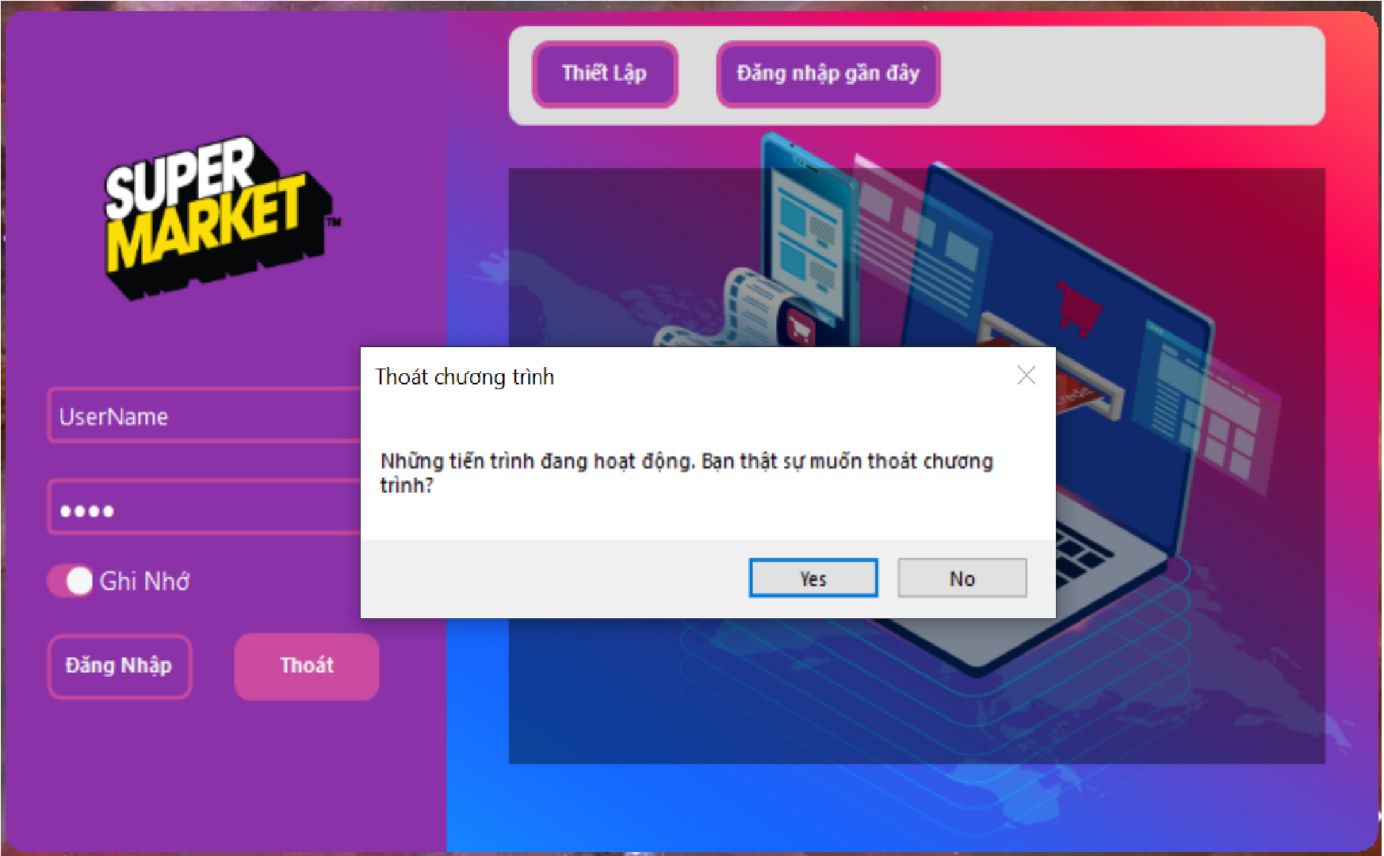 Thiết Lập
Đăng nhập gần đây
SUPER
MARKET
TM
Thoát chương trình
UserName
Những tiến trình đang hoạt động. Bạn thật sự muốn thoát chương
trình?
Ghi Nhớ
Yes
No
Đăng Nhập
Thoát